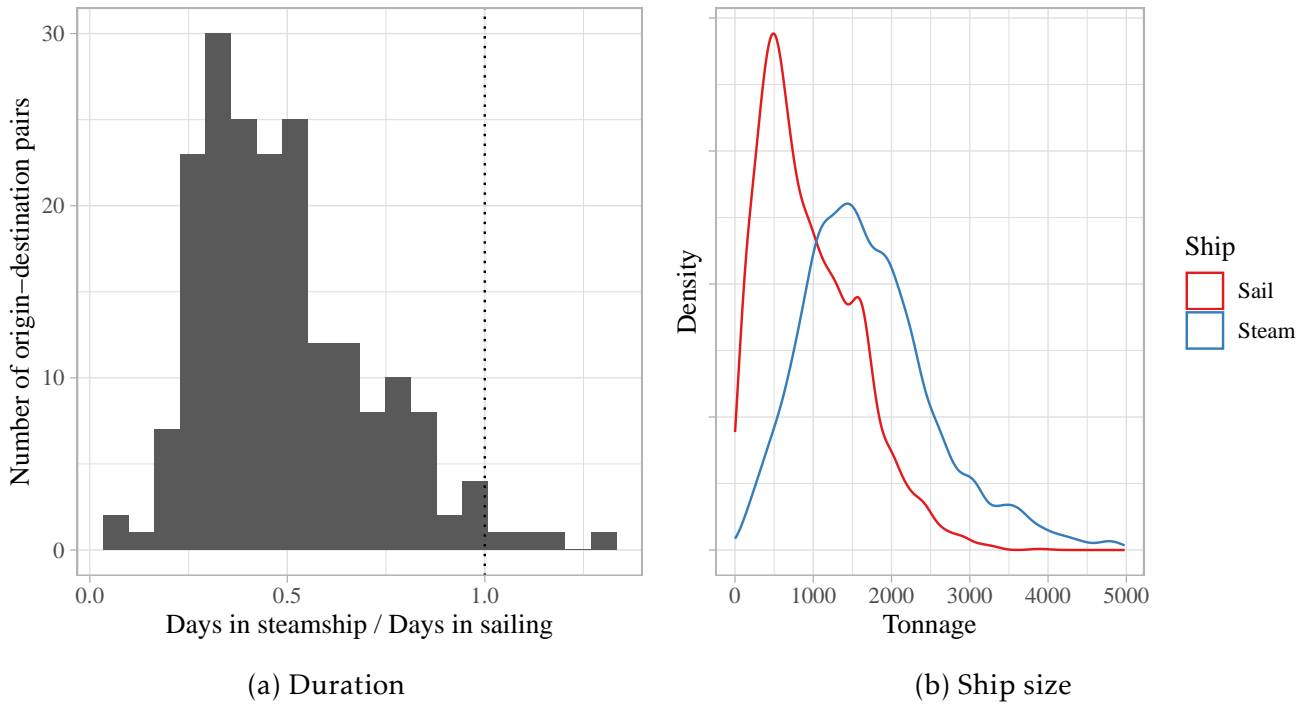 Number of origin–destination pairs
30
20
10
0
0.0 0.5 1.0
Days in steamship / Days in sailing
(a) Duration
Density
0 1000 2000 3000 4000 5000
Tonnage
Ship
Sail
Steam
(b) Ship size